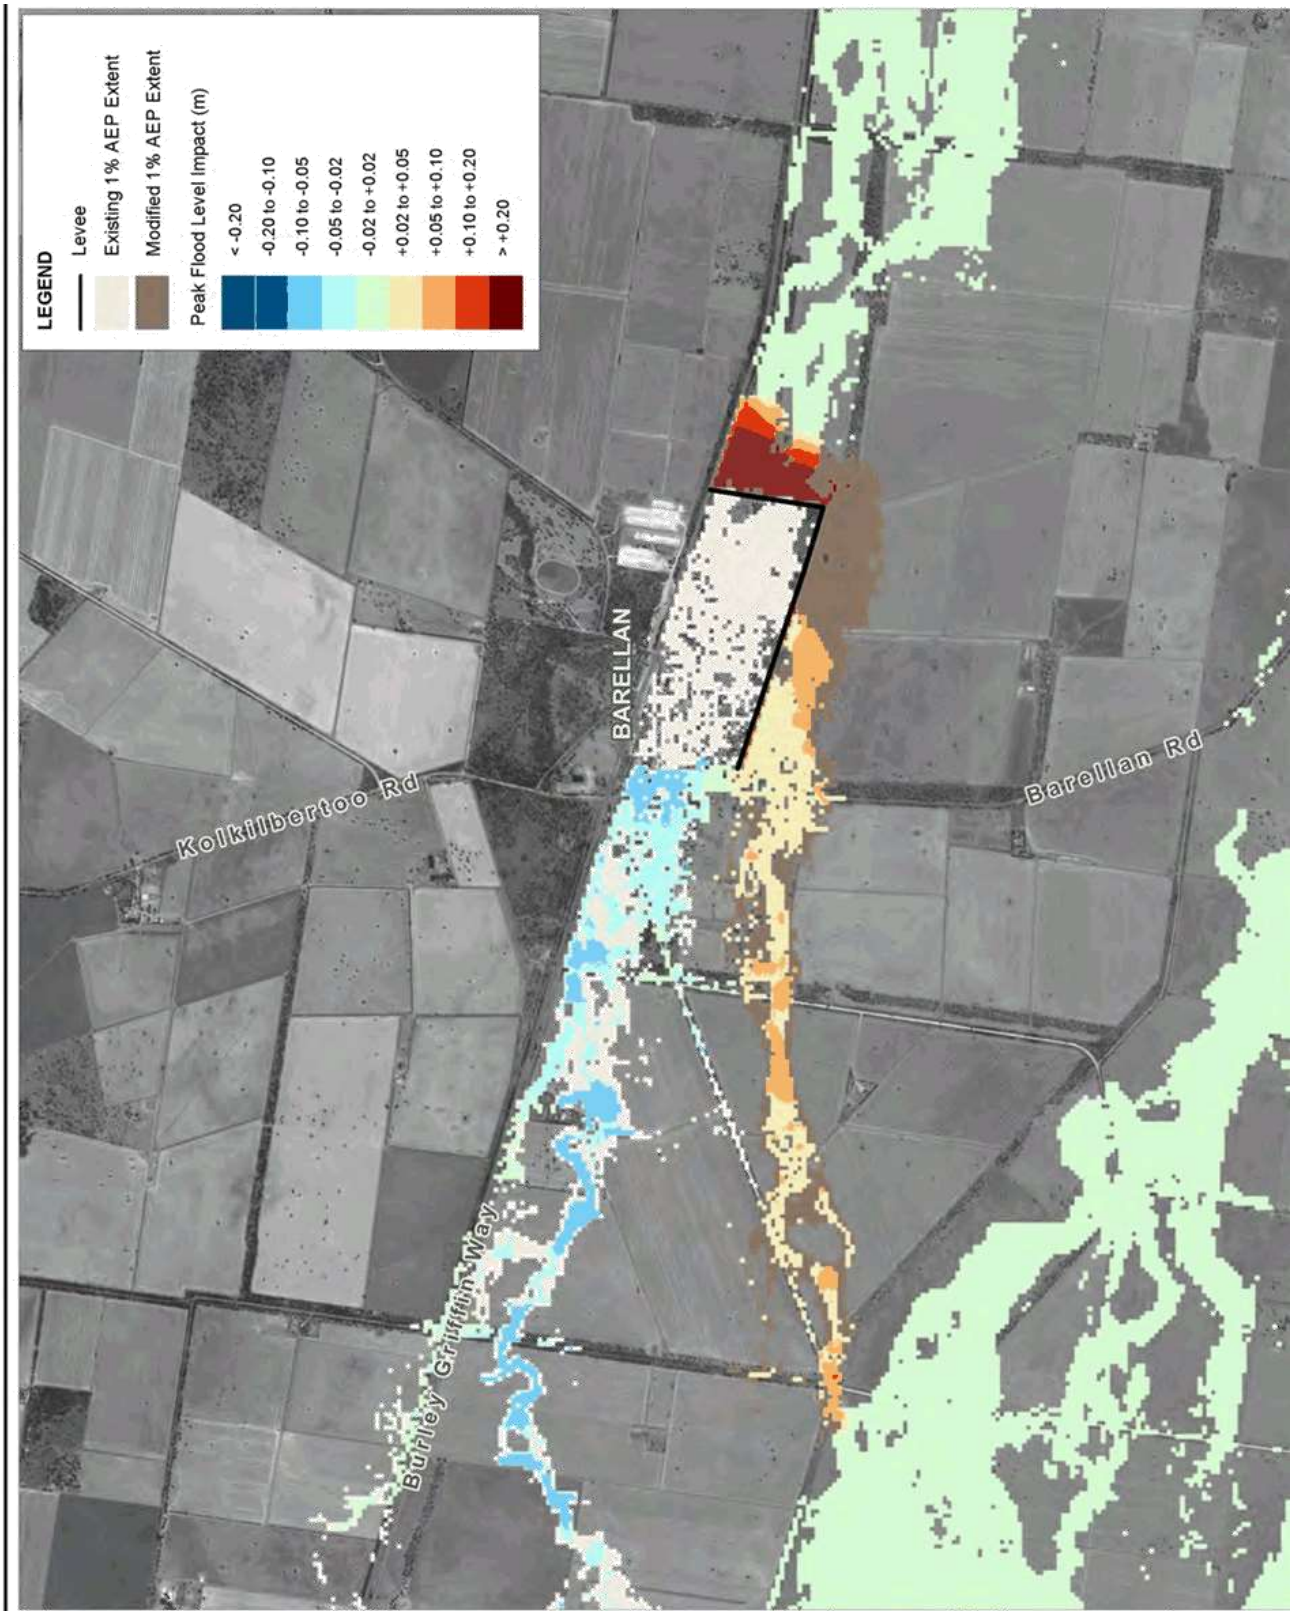 LEGEND
Levee
Existing 1% AEP Extent
Modified 1% AEP Extent
Peak Flood Level Impact (m)
< -0.20
-0.20 to -0.10
-0.10 to -0.05
-0.05 to -0.02
-0.02 to +0.02
+0.02 to +0.05
+0.05 to +0.10
+0.10 to +0.20
> +0.20
Kolkilbertoo Rd
BARELLAN
Barellan Rd
Burley Griffin Way